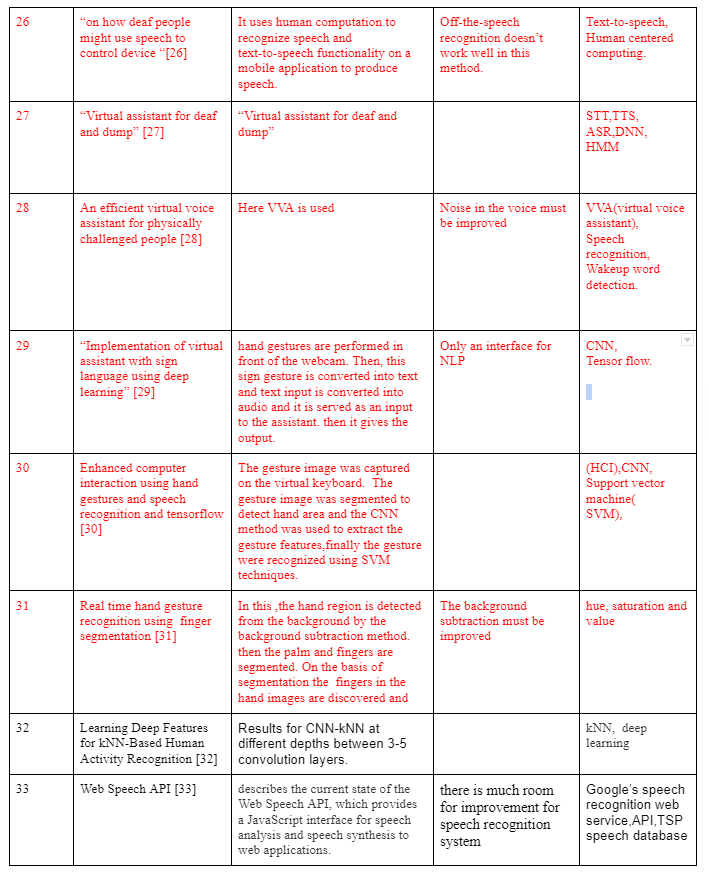 26
“on how deaf people
might use speech to
control device “[26]
It uses human computation to
recognize speech and
text-to-speech functionality on a
mobile application to produce
speech.
Off-the-speech
recognition doesn’t
work well in this
method.
Text-to-speech,
Human centered
computing.
27
“Virtual assistant for deaf
and dump” [27]
“Virtual assistant for deaf and
dump”
STT,TTS,
ASR,DNN,
HMM
28
An efficient virtual voice
assistant for physically
challenged people [28]
Here VVA is used
Noise in the voice must
be improved
VVA(virtual voice
assistant),
Speech
recognition,
Wakeup word
detection.
29
“Implementation of virtual
assistant with sign
language using deep
learning” [29]
hand gestures are performed in
front of the webcam. Then, this
sign gesture is converted into text
and text input is converted into
audio and it is served as an input
to the assistant. then it gives the
output.
Only an interface for
NLP
CNN,
Tensor flow.
30
Enhanced computer
interaction using hand
gestures and speech
recognition and tensorflow
[30]
The gesture image was captured
on the virtual keyboard.  The
gesture image was segmented to
detect hand area and the CNN
method was used to extract the
gesture features,finally the gesture
were recognized using SVM
techniques.
(HCI),CNN,
Support vector
machine(
SVM),
31
Real time hand gesture
recognition using  finger
segmentation [31]
In this ,the hand region is detected
from the background by the
background subtraction method.
then the palm and fingers are
segmented. On the basis of
segmentation the  fingers in the
hand images are discovered and
The background
subtraction must be
improved
hue, saturation and
value
32
Learning Deep Features
for kNN-Based Human
Activity Recognition [32]
Results for CNN-kNN at
different depths between 3-5
convolution layers.
kNN,  deep
learning
33
Web Speech API [33]
describes the current state of the
Web Speech API, which provides
a JavaScript interface for speech
analysis and speech synthesis to
web applications.
there is much room
for improvement for
speech recognition
system
Google’s speech
recognition web
service,API,TSP
speech database